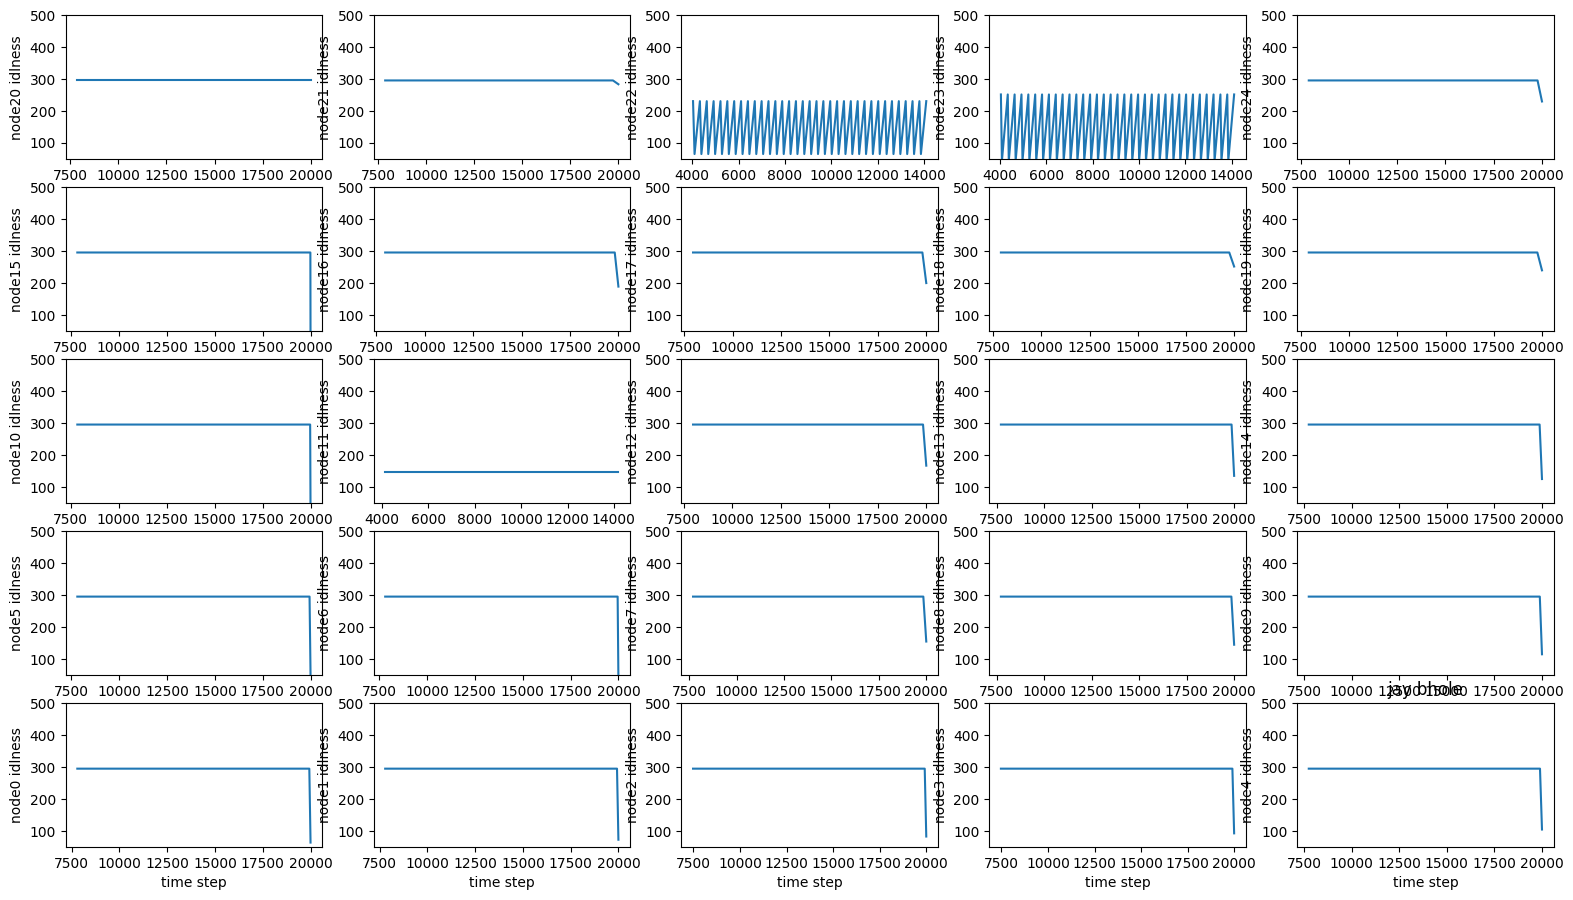 500 500 500 500 500
400 400 400 400 400
300 300 300 300 300
200 200 200 200 200
100 100 100 100 100
node20 idlness node21 idlness node22 idlness node23 idlness node24 idlness
7500 10000 12500 15000 17500 20000 7500 10000 12500 15000 17500 20000 4000 6000 8000 10000 12000 14000 4000 6000 8000 10000 12000 14000 7500 10000 12500 15000 17500 20000
500 500 500 500 500
400 400 400 400 400
300 300 300 300 300
200 200 200 200 200
100 100 100 100 100
node15 idlness node16 idlness node17 idlness node18 idlness node19 idlness
7500 10000 12500 15000 17500 20000 7500 10000 12500 15000 17500 20000 7500 10000 12500 15000 17500 20000 7500 10000 12500 15000 17500 20000 7500 10000 12500 15000 17500 20000
500 500 500 500 500
400 400 400 400 400
300 300 300 300 300
200 200 200 200 200
100 100 100 100 100
node10 idlness node11 idlness node12 idlness node13 idlness node14 idlness
7500 10000 12500 15000 17500 20000 4000 6000 8000 10000 12000 14000 7500 10000 12500 15000 17500 20000 7500 10000 12500 15000 17500 20000 7500 10000 12500 15000 17500 20000
500 500 500 500 500
400 400 400 400 400
300 300 300 300 300
200 200 200 200 200
100 100 100 100 100
node5 idlness node6 idlness node7 idlness node8 idlness node9 idlness
7500 10000 12500 15000 17500 20000 7500 10000 12500 15000 17500 20000 7500 10000 12500 15000 17500 20000 7500 10000 12500 15000 17500 20000 7500 10000 12500 15000 17500 20000
jay bhole
500 500 500 500 500
400 400 400 400 400
300 300 300 300 300
200 200 200 200 200
100 100 100 100 100
node0 idlness node1 idlness node2 idlness node3 idlness node4 idlness
7500 10000 12500 15000 17500 20000 7500 10000 12500 15000 17500 20000 7500 10000 12500 15000 17500 20000 7500 10000 12500 15000 17500 20000 7500 10000 12500 15000 17500 20000
time step time step time step time step time step